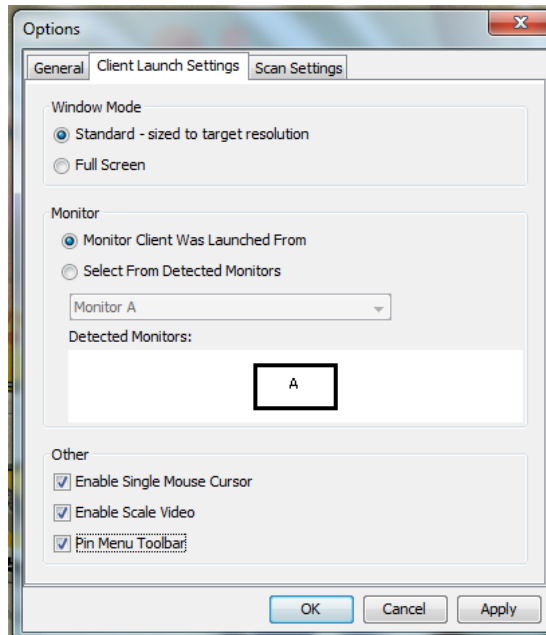 Options
General Client Launch Settings Scan Settings
Window Mode
Standard - sized to target resolution
Full Screen
Monitor
Monitor Client Was Launched From
Select From Detected Monitors
Monitor A
Detected Monitors:
A
Other
Enable Single Mouse Cursor
Enable Scale Video
Pin Menu Toolbar
OK Cancel Apply